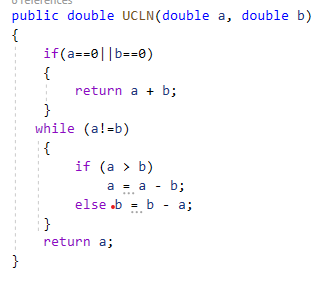 0 references
public double UCLN(double a, double b)
{
if(a==0||b==0)
{
return a + b;
}
while (a!=b)
{
if (a > b)
a = a - b;
else b = b - a;
}
return a;
}